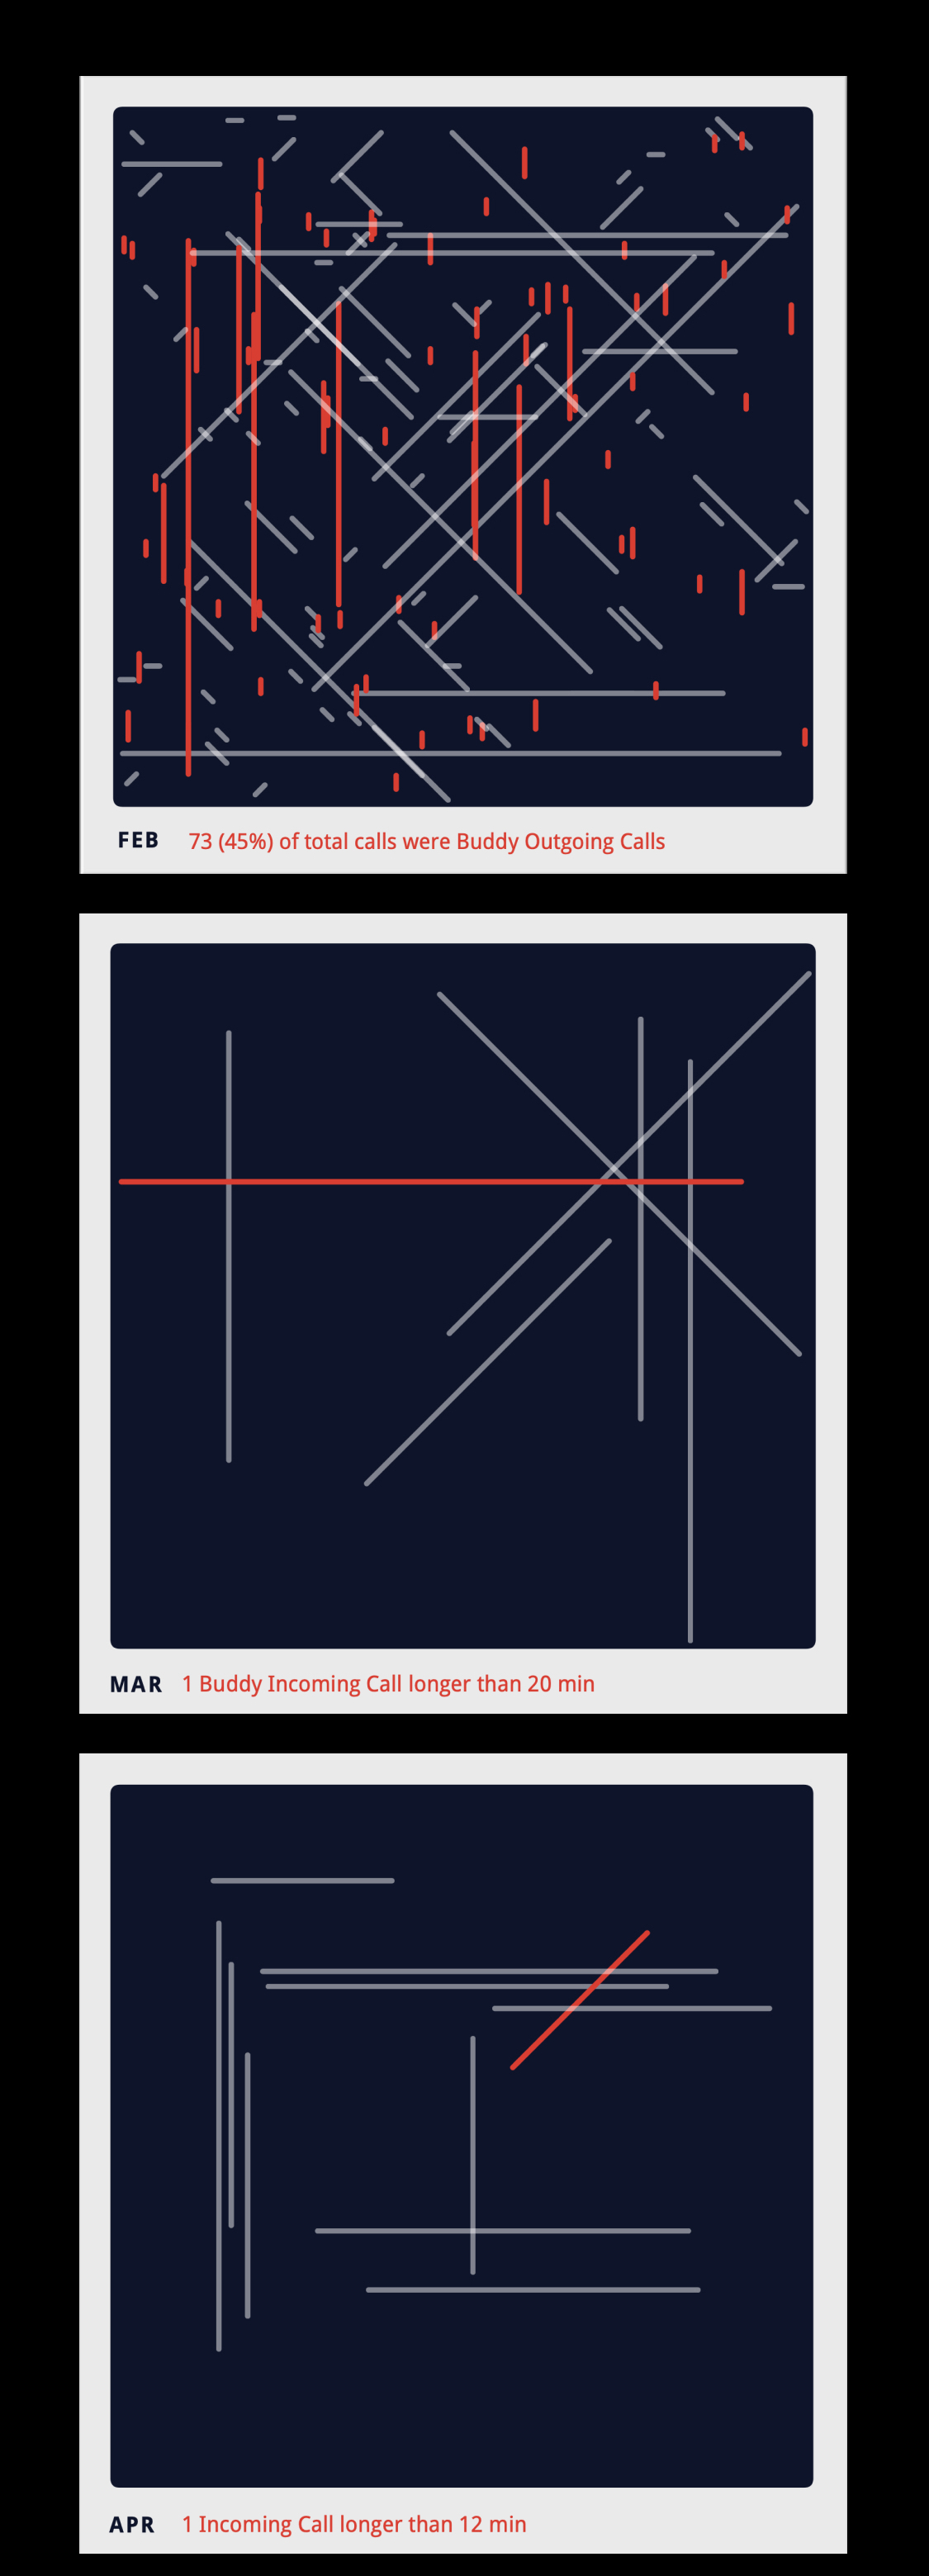 FEB 73 (45%) of total calls were Buddy Outgoing Calls
MAR 1 Buddy Incoming Call longer than 20 min
APR 1 Incoming Call longer than 12 min